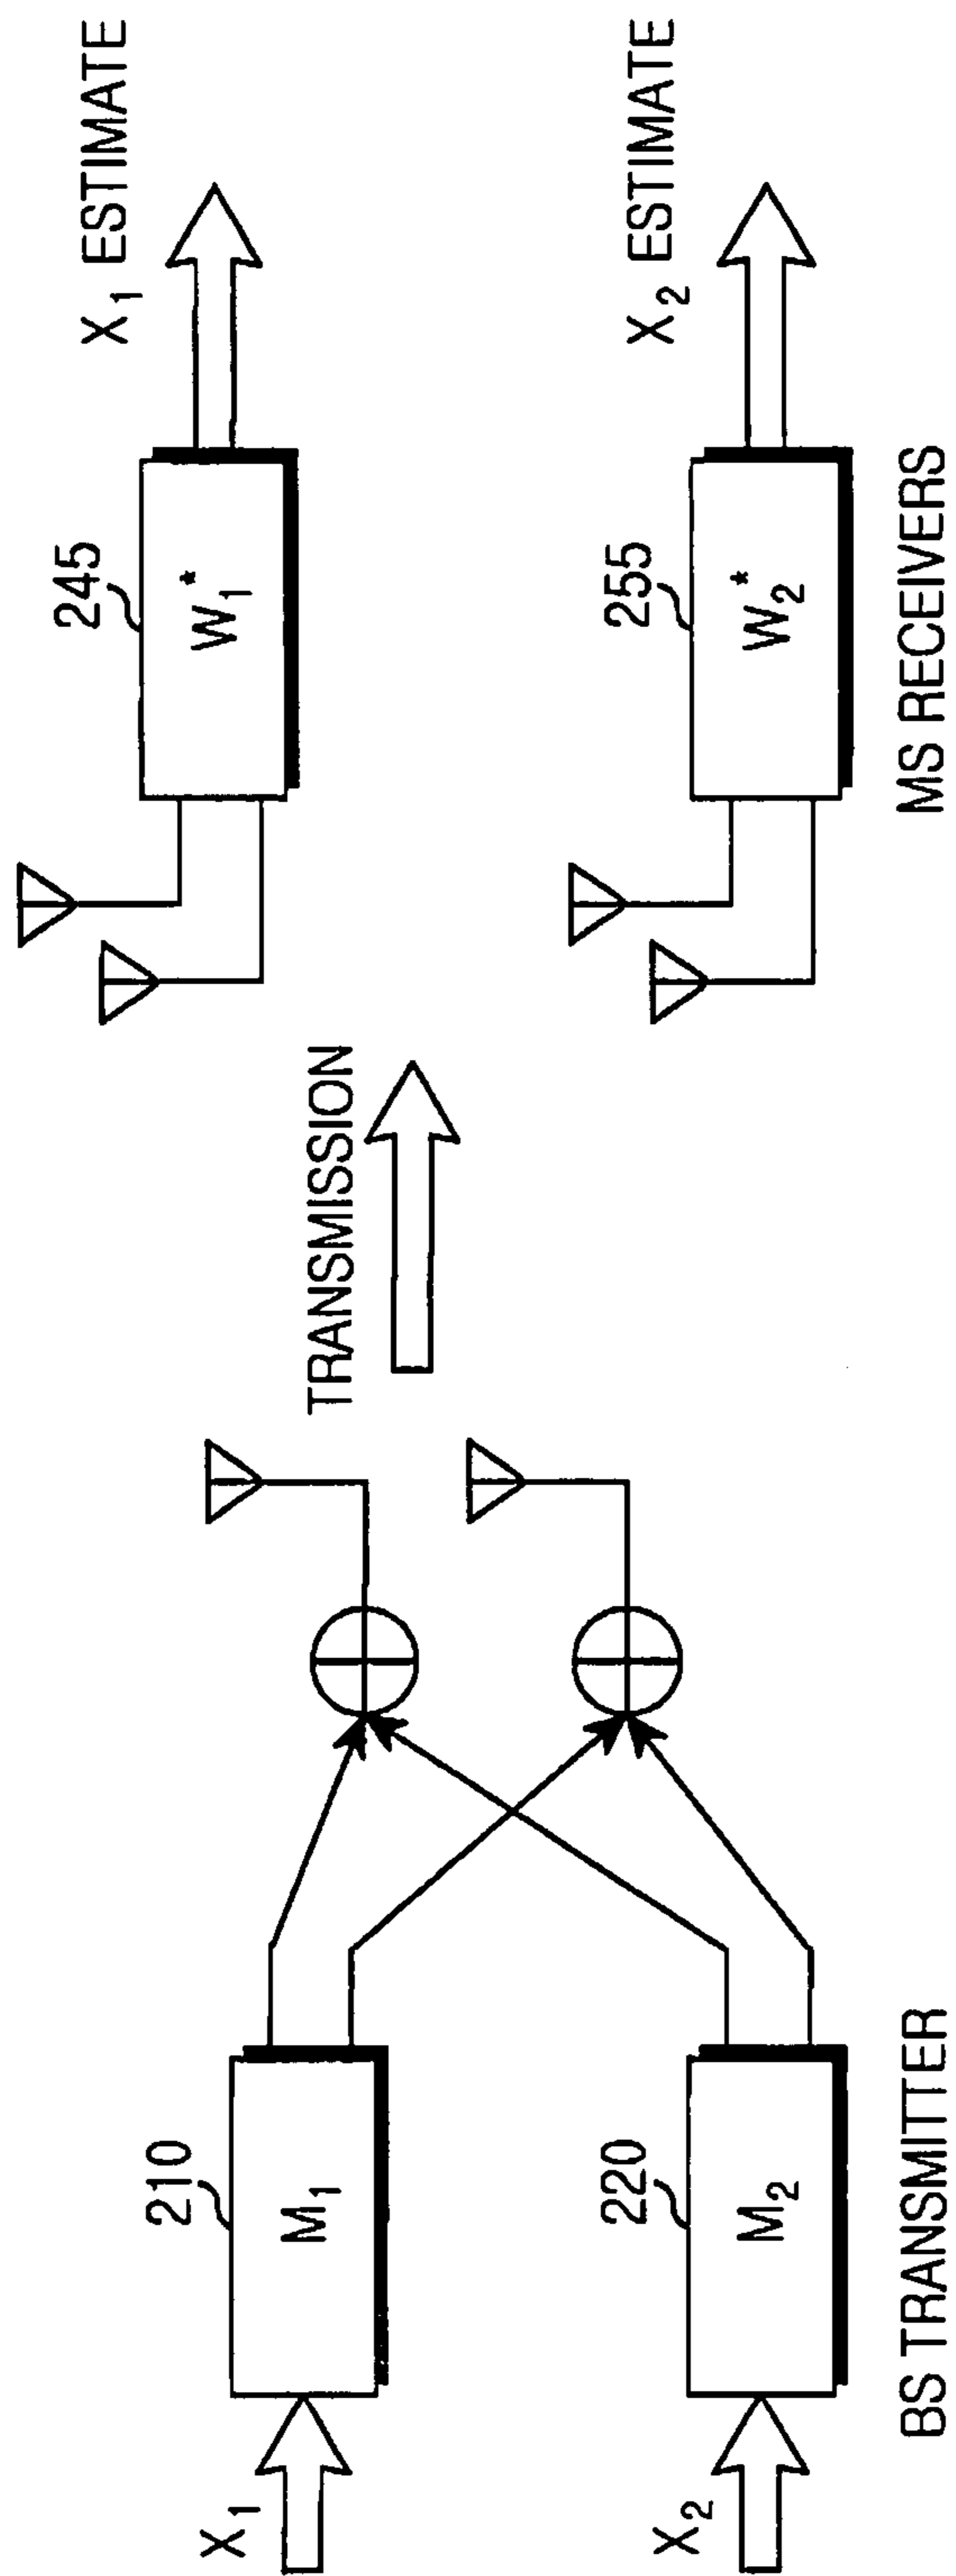 X1
210
M1
X2
220
M2
BS TRANSMITTER
TRANSMISSION
245
W1*
X1 ESTIMATE
255
W2*
X2 ESTIMATE
MS RECEIVERS